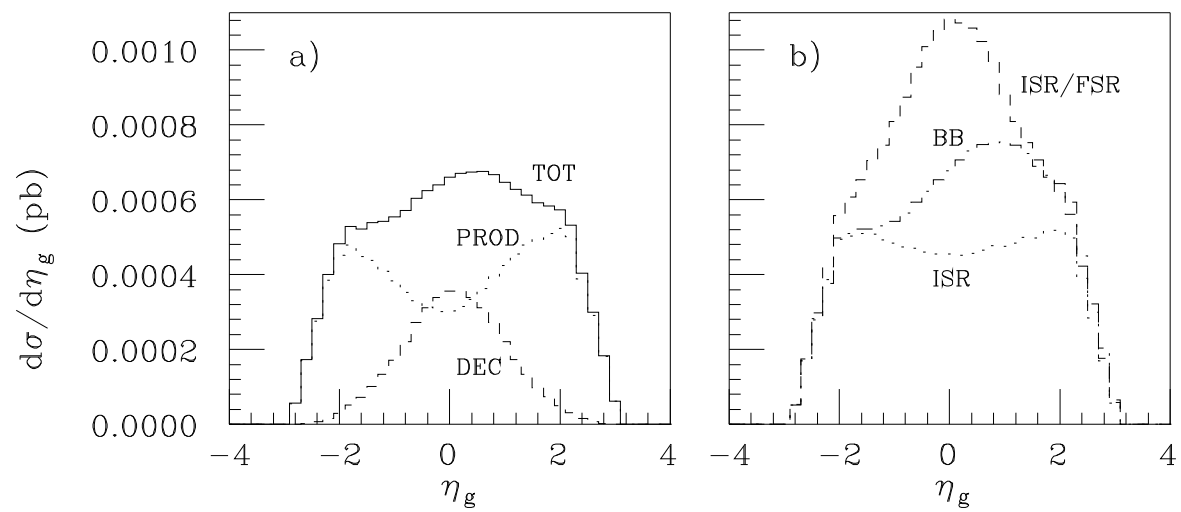 a)
b)
0.0010
0.0008
0.0006
0.0004
0.0002
0.0000
dσ/dη_g (pb)
TOT
PROD
DEC
ISR/FSR
BB
ISR
−4 −2 0 2
−4 −2 0 2 4
η_g
η_g